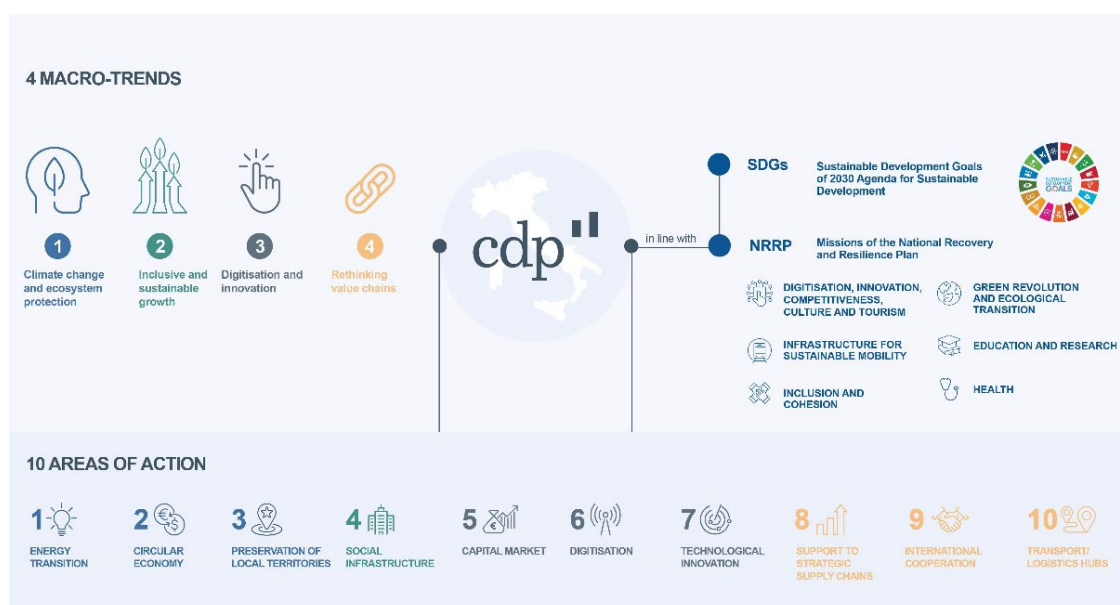 4 MACRO-TRENDS
1
Climate change
and ecosystem
protection
2
Inclusive and
sustainable
growth
3
Digitisation and
innovation
4
Rethinking
value chains
cdp
in line with
SDGs
Sustainable Development Goals
of 2030 Agenda for Sustainable
Development
SUSTAINABLE
DEVELOPMENT
GOALS
NRRP
Missions of the National Recovery
and Resilience Plan
DIGITISATION, INNOVATION,
COMPETITIVENESS,
CULTURE AND TOURISM
GREEN REVOLUTION
AND ECOLOGICAL
TRANSITION
INFRASTRUCTURE FOR
SUSTAINABLE MOBILITY
EDUCATION AND RESEARCH
INCLUSION AND
COHESION
HEALTH
10 AREAS OF ACTION
1
ENERGY
TRANSITION
2
€
$
CIRCULAR
ECONOMY
3
PRESERVATION OF
LOCAL TERRITORIES
4
SOCIAL
INFRASTRUCTURE
5
€
CAPITAL MARKET
6
DIGITISATION
7
TECHNOLOGICAL
INNOVATION
8
SUPPORT TO
STRATEGIC
SUPPLY CHAINS
9
INTERNATIONAL
COOPERATION
10
TRANSPORT/
LOGISTICS HUBS